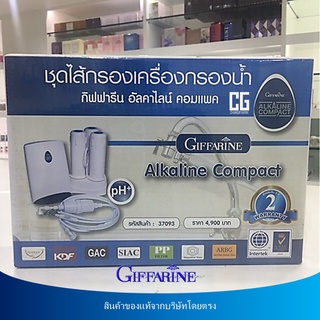 ชุดไส้กรองเครื่องกรองน้ำ
กิฟฟารีน อัลคาไลน์ คอมแพค
CG
GIFFARINE
ALKALINE
COMPACT
GIFFARINE
Alkaline Compact
pH+
รหัสสินค้า : 37093
ราคา 4,900 บาท
2
WARRANTY
KDF
GAC
SIAC
PP
ARBG
Intertek
GIFFARINE
สินค้าของแท้จากบริษัทโดยตรง